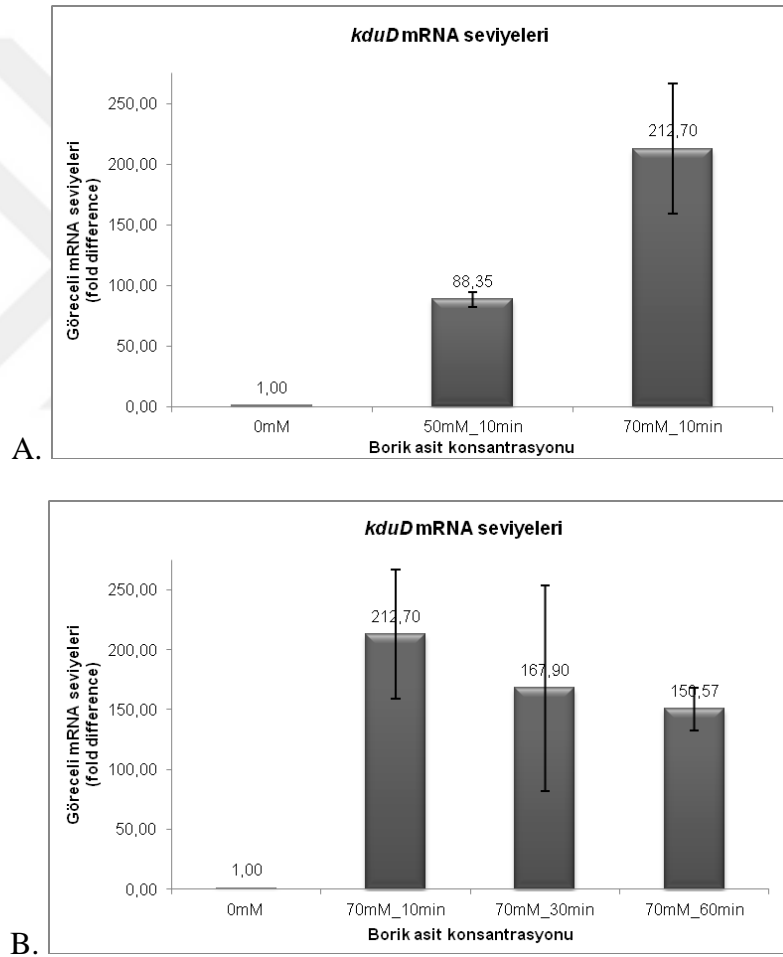 kduD mRNA seviyeleri
Göreceli mRNA seviyeleri
(fold difference)
250,00
200,00
150,00
100,00
50,00
0,00
1,00
88,35
212,70
0mM
50mM_10min
70mM_10min
Borik asit konsantrasyonu
A.
kduD mRNA seviyeleri
Göreceli mRNA seviyeleri
(fold difference)
250,00
200,00
150,00
100,00
50,00
0,00
1,00
212,70
167,90
150,57
0mM
70mM_10min
70mM_30min
70mM_60min
Borik asit konsantrasyonu
B.